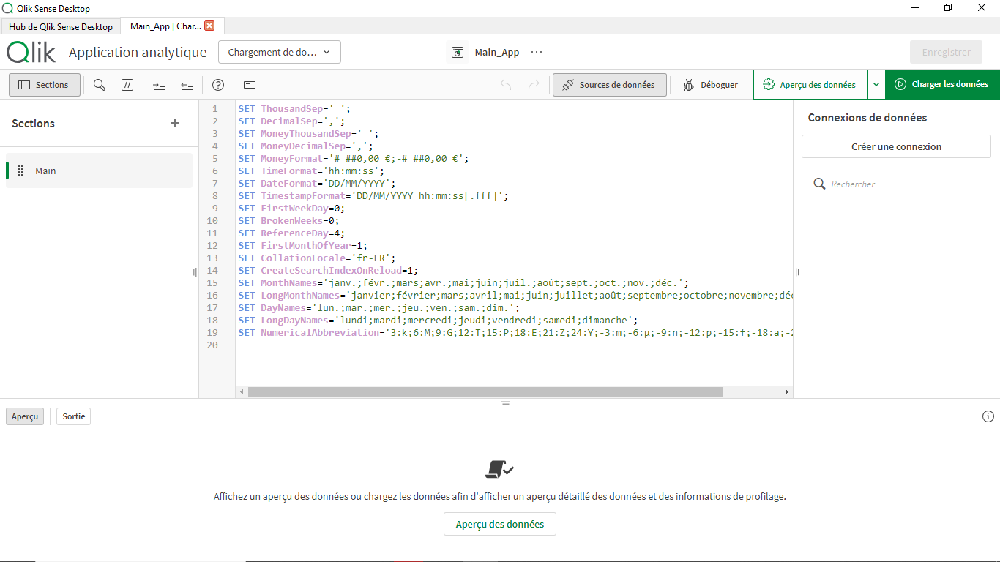 Qlik Sense Desktop
Hub de Qlik Sense Desktop
Main_App | Char...
Qlik
Application analytique
Chargement de do...
Main_App
Enregistrer
Sections
Sources de données
Déboguer
Aperçu des données
Charger les données
Sections
Main
1 SET ThousandSep=' ';
2 SET DecimalSep=',';
3 SET MoneyThousandSep=' ';
4 SET MoneyDecimalSep=',';
5 SET MoneyFormat='# ##0,00 €;-# ##0,00 €';
6 SET TimeFormat='hh:mm:ss';
7 SET DateFormat='DD/MM/YYYY';
8 SET TimestampFormat='DD/MM/YYYY hh:mm:ss[.fff]';
9 SET FirstWeekDay=0;
10 SET BrokenWeeks=0;
11 SET ReferenceDay=4;
12 SET FirstMonthOfYear=1;
13 SET CollationLocale='fr-FR';
14 SET CreateSearchIndexOnReload=1;
15 SET MonthNames='janv.;févr.;mars;avr.;mai;juin;juil.;août;sept.;oct.;nov.;déc.';
16 SET LongMonthNames='janvier;février;mars;avril;mai;juin;juillet;août;septembre;octobre;novembre;déc
17 SET DayNames='lun.;mar.;mer.;jeu.;ven.;sam.;dim.';
18 SET LongDayNames='lundi;mardi;mercredi;jeudi;vendredi;samedi;dimanche';
19 SET NumericalAbbreviation='3:k;6:M;9:G;12:T;15:P;18:E;21:Z;24:Y;-3:m;-6:μ;-9:n;-12:p;-15:f;-18:a;-2
20
Connexions de données
Créer une connexion
Rechercher
Aperçu
Sortie
Affichez un aperçu des données ou chargez les données afin d'afficher un aperçu détaillé des données et des informations de profilage.
Aperçu des données